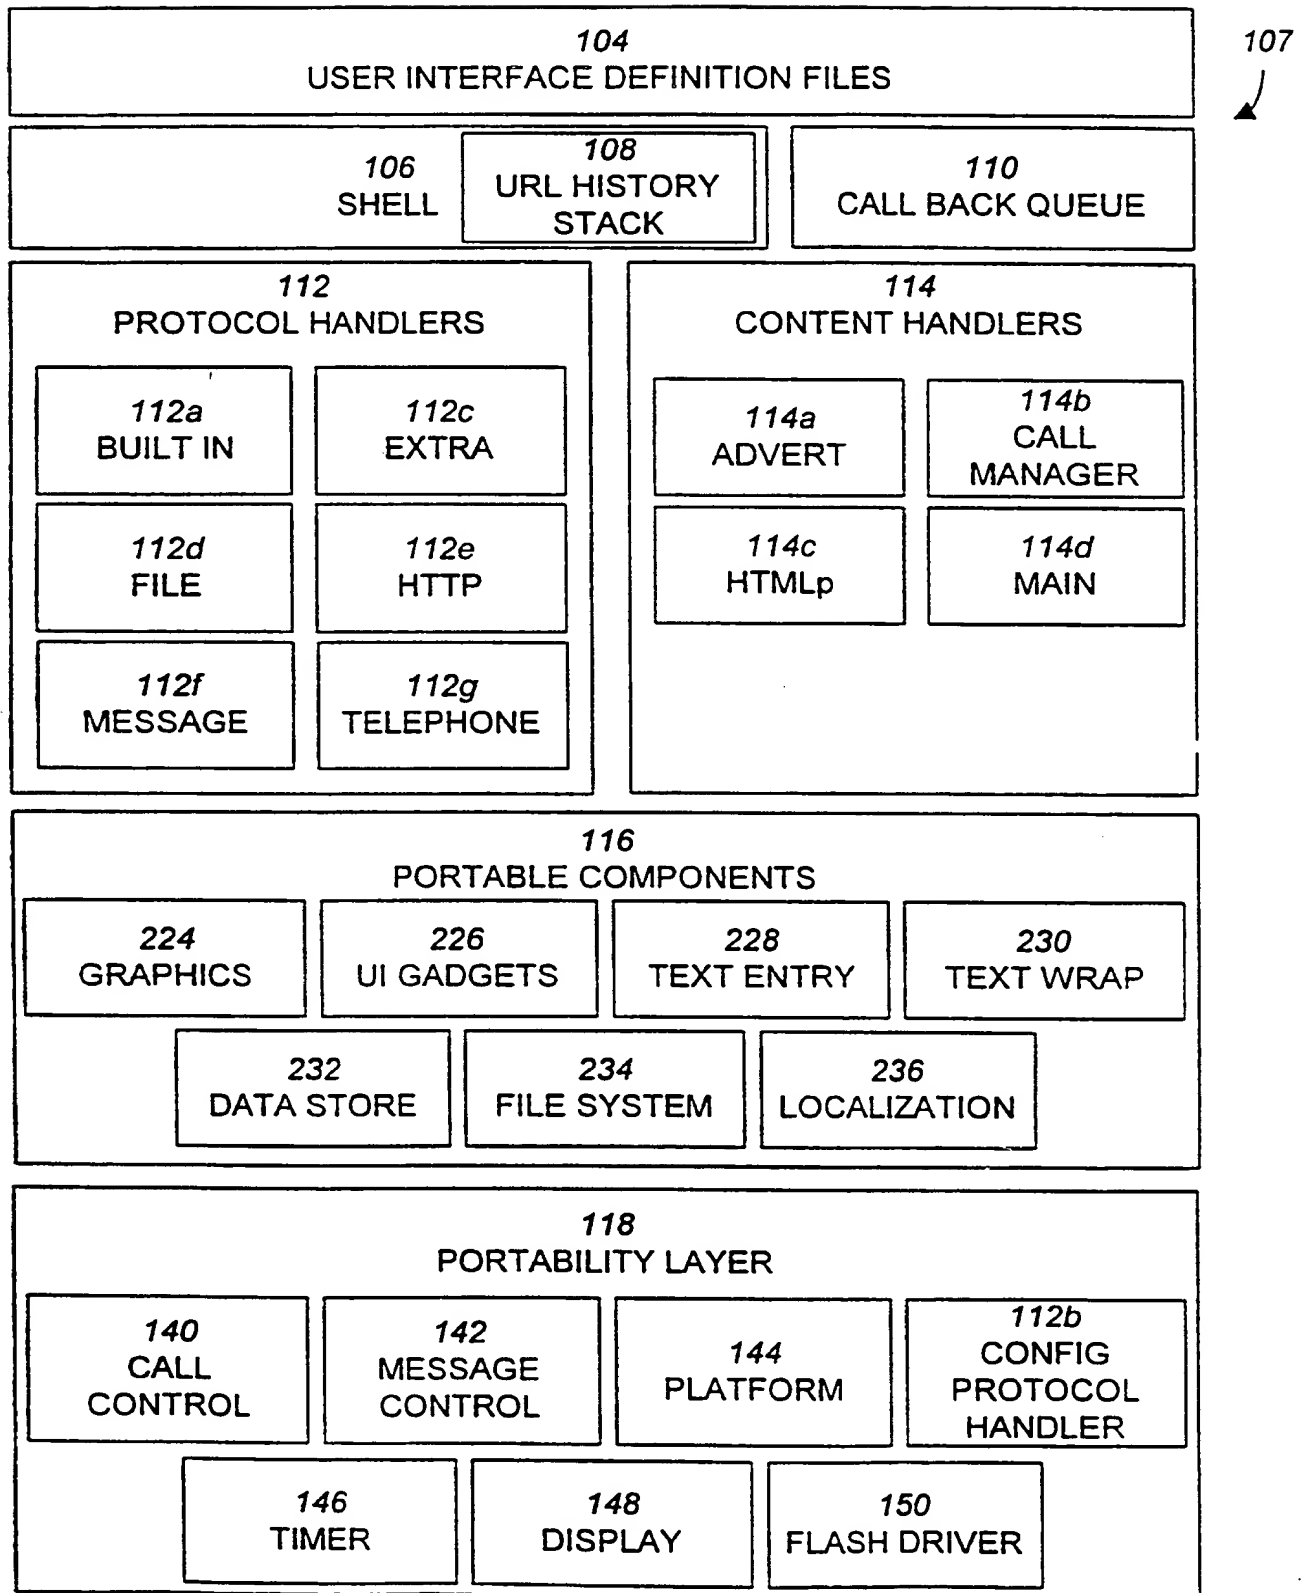 104
USER INTERFACE DEFINITION FILES
107
106
SHELL
108
URL HISTORY
STACK
110
CALL BACK QUEUE
112
PROTOCOL HANDLERS
112a
BUILT IN
112c
EXTRA
112d
FILE
112e
HTTP
112f
MESSAGE
112g
TELEPHONE
114
CONTENT HANDLERS
114a
ADVERT
114b
CALL
MANAGER
114c
HTMLp
114d
MAIN
116
PORTABLE COMPONENTS
224
GRAPHICS
226
UI GADGETS
228
TEXT ENTRY
230
TEXT WRAP
232
DATA STORE
234
FILE SYSTEM
236
LOCALIZATION
118
PORTABILITY LAYER
140
CALL
CONTROL
142
MESSAGE
CONTROL
144
PLATFORM
112b
CONFIG
PROTOCOL
HANDLER
146
TIMER
148
DISPLAY
150
FLASH DRIVER